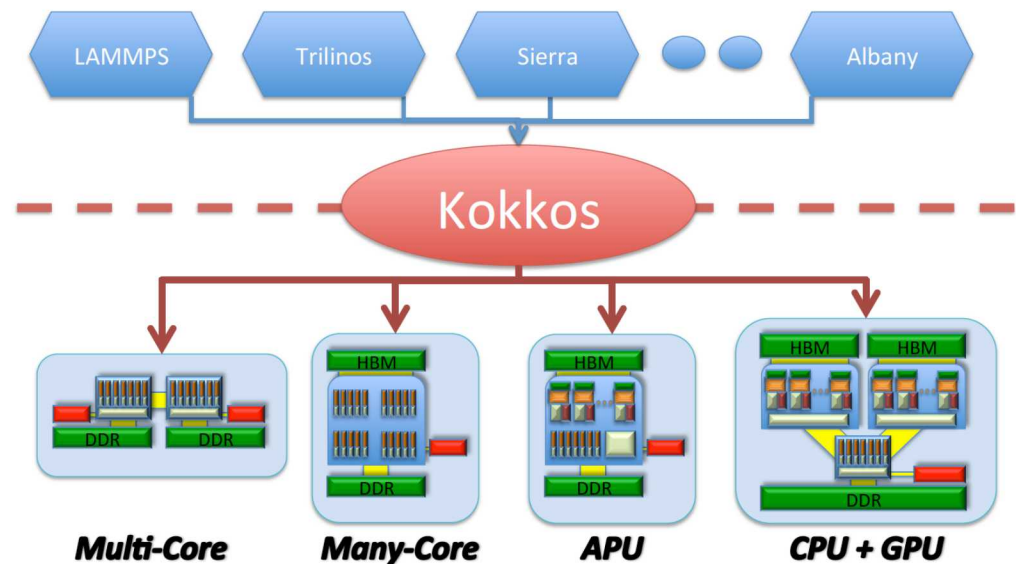 LAMMPS
Trilinos
Sierra
Albany
Kokkos
HBM
HBM
HBM
HBM
DDR
DDR
DDR
DDR
DDR
Multi-Core
Many-Core
APU
CPU + GPU